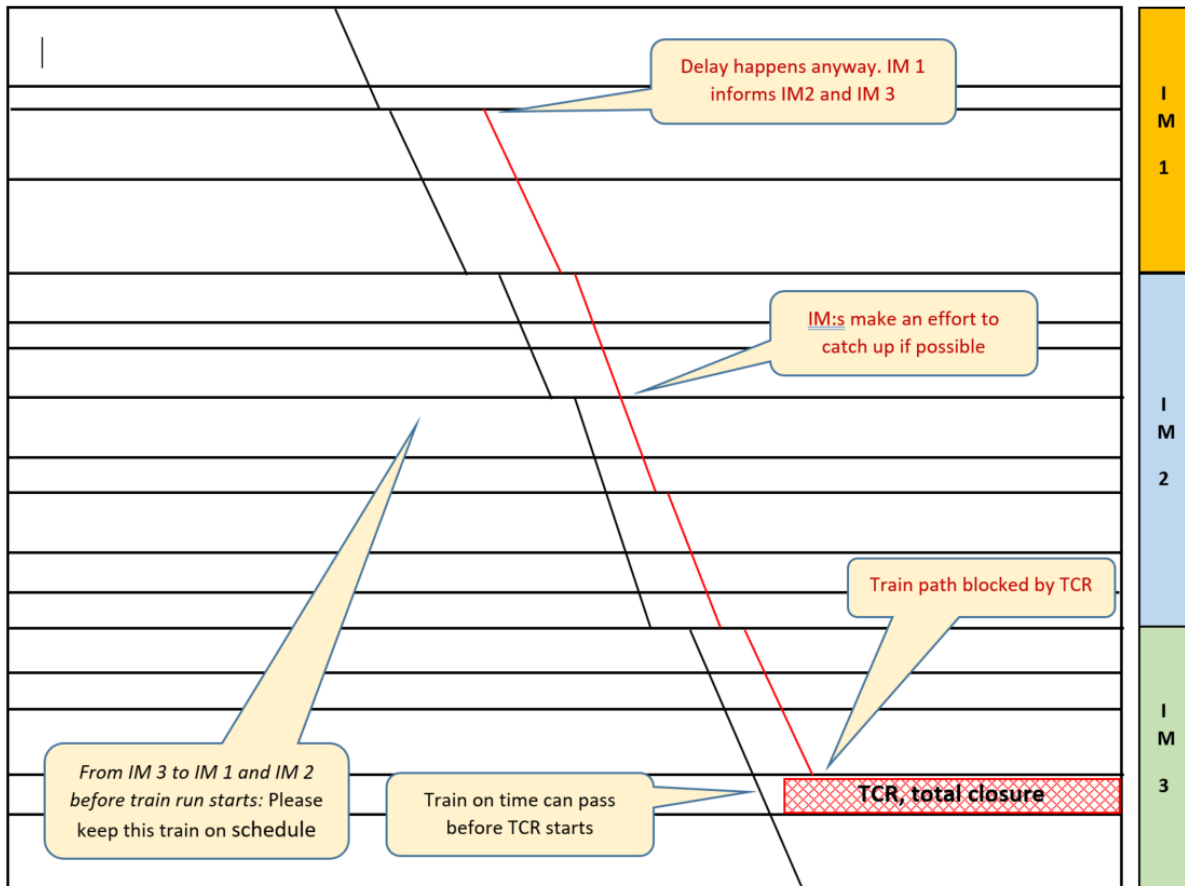 Delay happens anyway. IM 1
informs IM2 and IM 3
I
M
1
IM:s make an effort to
catch up if possible
I
M
2
Train path blocked by TCR
From IM 3 to IM 1 and IM 2
before train run starts: Please
keep this train on schedule
Train on time can pass
before TCR starts
TCR, total closure
I
M
3